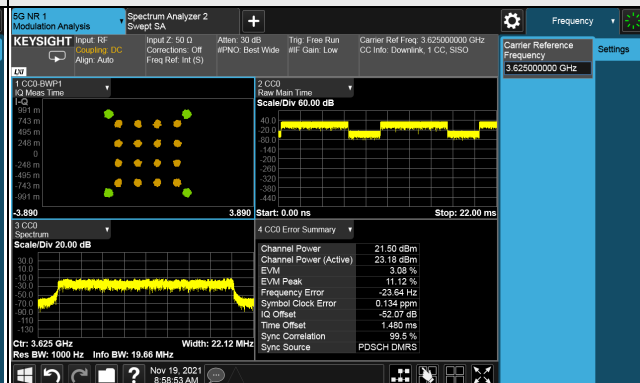 5G NR 1
Modulation Analysis
Spectrum Analyzer 2
Swept SA
+
Frequency
KEYSIGHT
Input: RF
Coupling: DC
Align: Auto
Input Z: 50 Ω
Corrections: Off
Freq Ref: Int (S)
Atten: 30 dB
#PNO: Best Wide
Trig: Free Run
#IF Gain: Low
Carrier Ref Freq: 3.625000000 GHz
CC Info: Downlink, 1 CC, SISO
LXI
Carrier Reference
Frequency
3.625000000 GHz
Settings
1 CC0-BWP1
IQ Meas Time
I-Q
991 m
743 m
495 m
248 m
0
-248 m
-495 m
-743 m
-991 m
-3.890
3.890
2 CC0
Raw Main Time
Scale/Div 60.00 dB
40.0
-20.0
-80.0
-140
-200
-260
-320
-380
-440
Start: 0.00 ns
Stop: 22.00 ms
3 CC0
Spectrum
Scale/Div 20.00 dB
30.0
10.0
-10.0
-30.0
-50.0
-70.0
-90.0
-110
-130
Ctr: 3.625 GHz
Width: 22.12 MHz
Res BW: 1000 Hz
Info BW: 19.66 MHz
4 CC0 Error Summary
Channel Power 21.50 dBm
Channel Power (Active) 23.18 dBm
EVM 3.08 %
EVM Peak 11.12 %
Frequency Error -23.64 Hz
Symbol Clock Error 0.134 ppm
IQ Offset -52.07 dB
Time Offset 1.480 ms
Sync Correlation 99.5 %
Sync Source PDSCH DMRS
?
Nov 19, 2021
8:58:53 AM